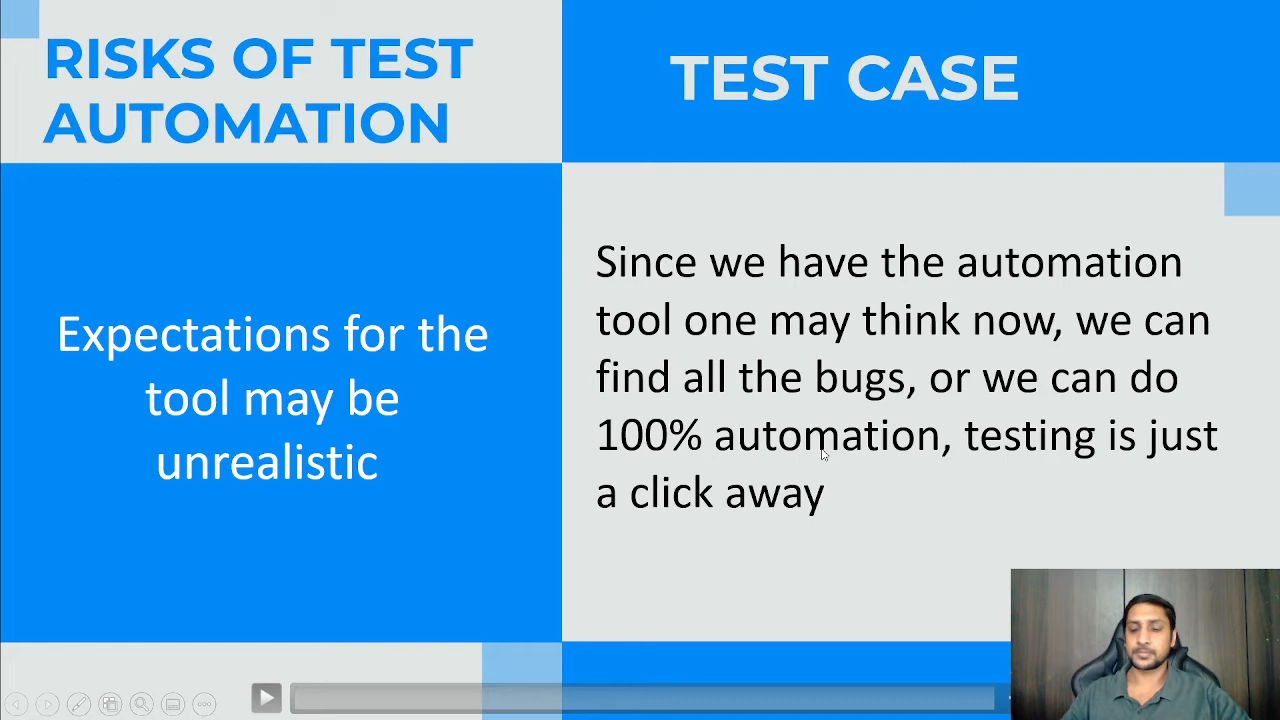 RISKS OF TEST
AUTOMATION
TEST CASE
Expectations for the
tool may be
unrealistic
Since we have the automation
tool one may think now, we can
find all the bugs, or we can do
100% automation, testing is just
a click away